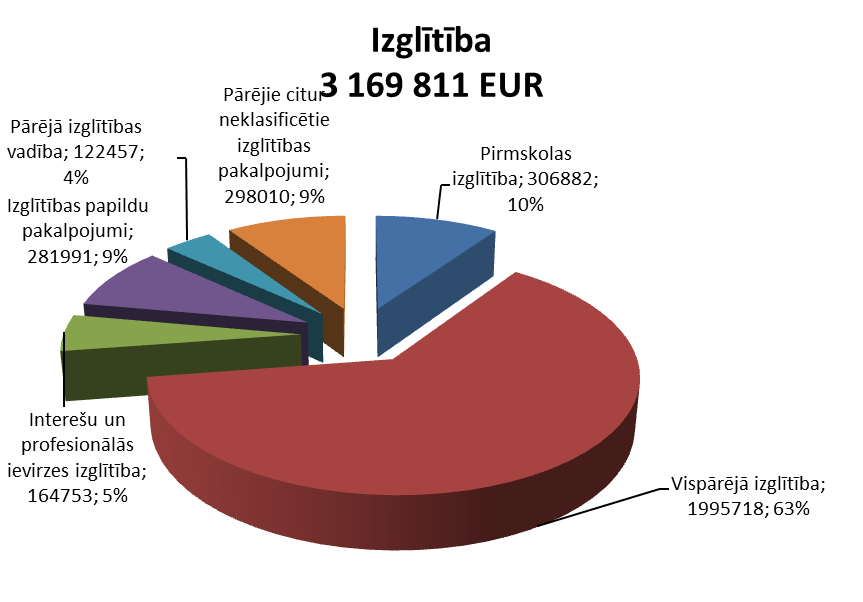 Izglītība
3 169 811 EUR
Pārējie citur
neklasificētie
izglītības
pakalpojumi;
298010; 9%
Pārējā izglītības
vadība; 122457;
4%
Izglītības papildu
pakalpojumi;
281991; 9%
Pirmskolas
izglītība; 306882;
10%
Interešu un
profesionālās
ievirzes izglītība;
164753; 5%
Vispārējā izglītība;
1995718; 63%